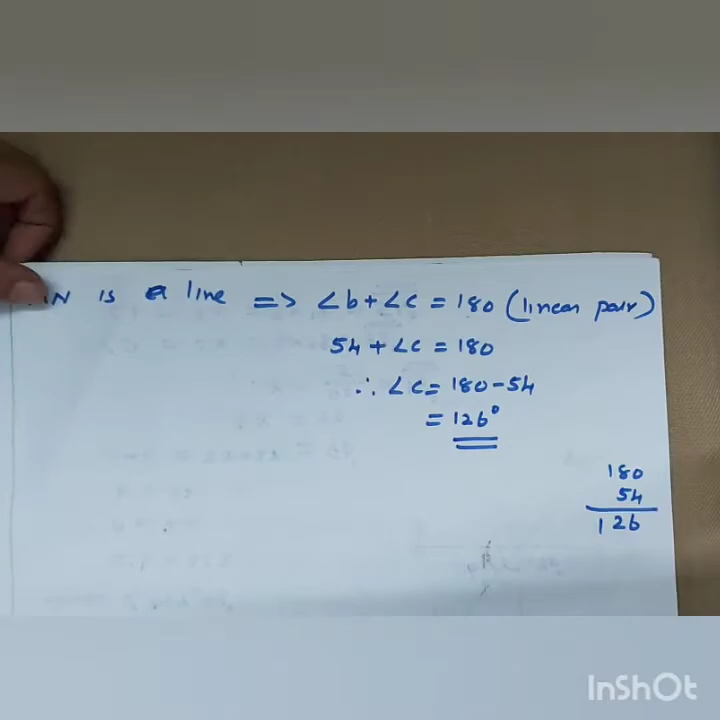 is a line => ∠b + ∠c = 180 (linear pair)
54 + ∠c = 180
∴ ∠c = 180 - 54
= 126°
180
54
126
InShOt